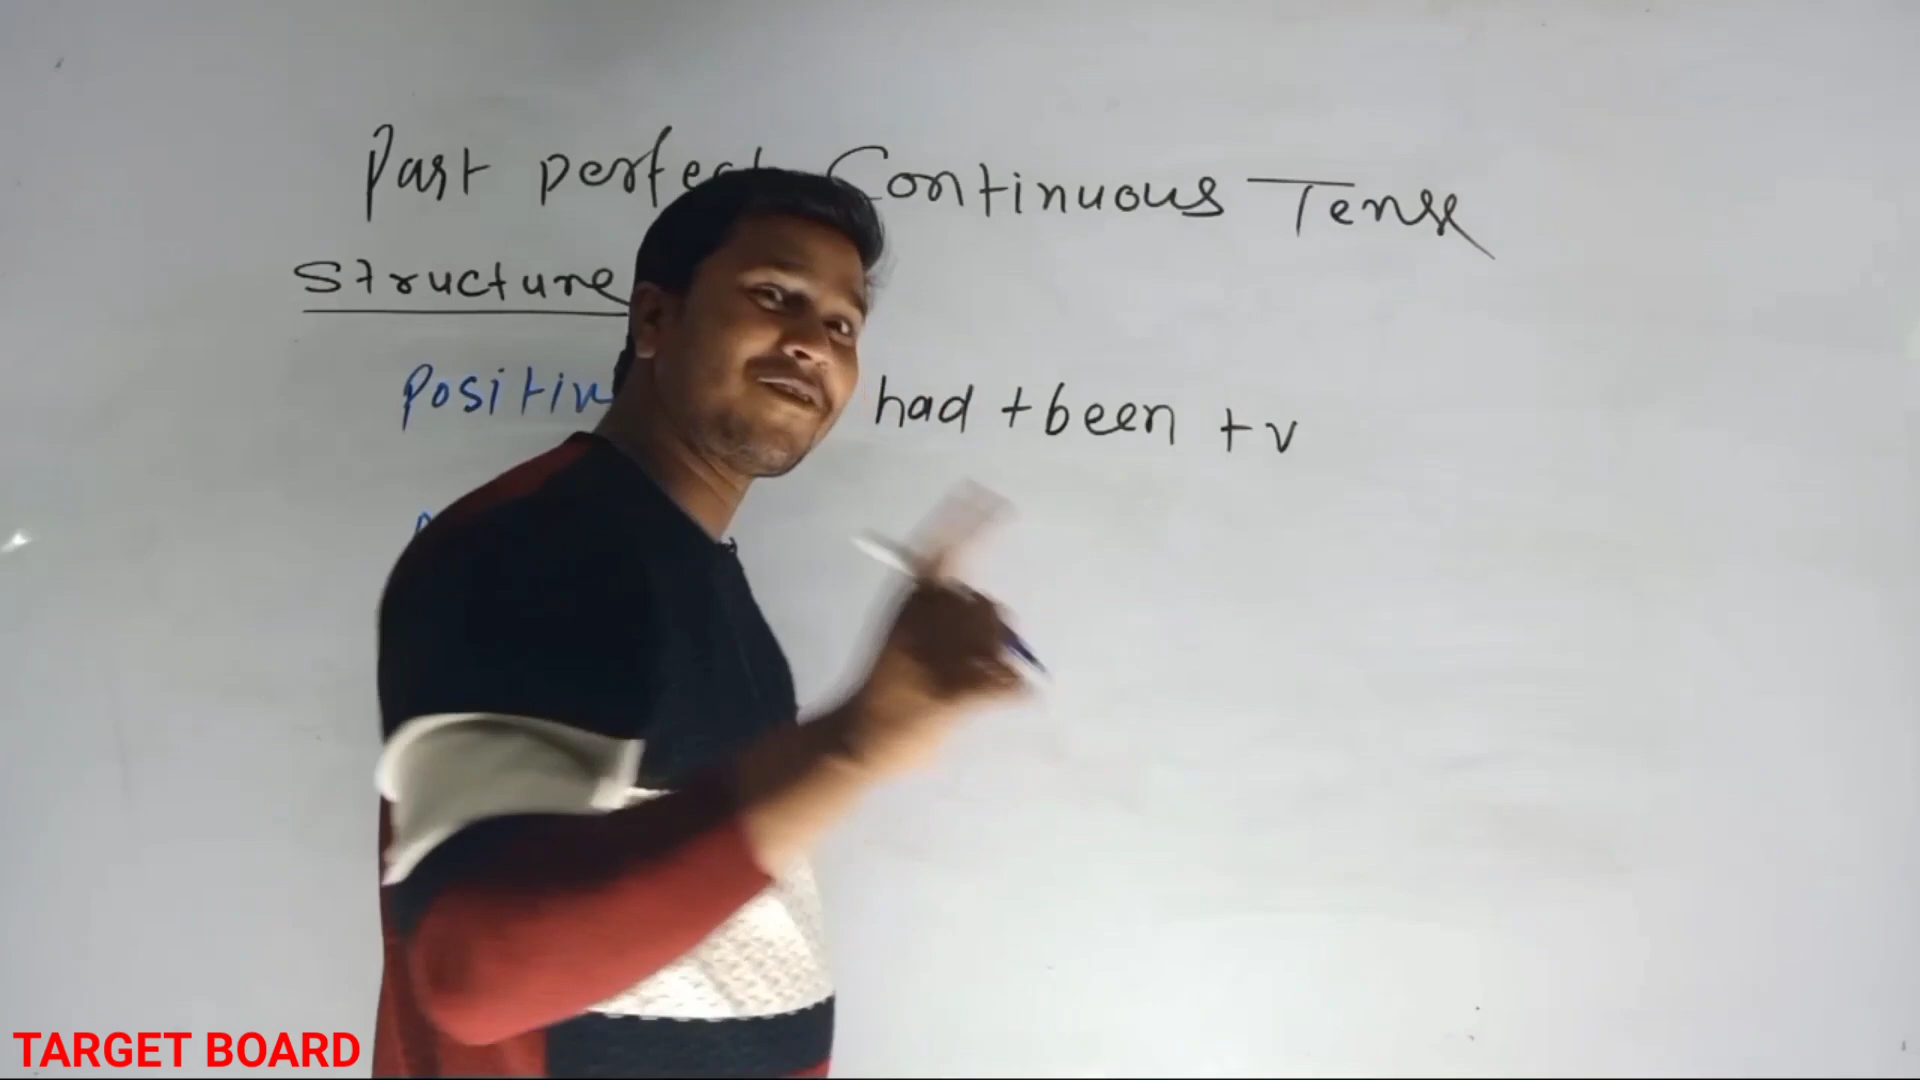 Past perfect Continuous Tense
Structure
Positive had + been + v
TARGET BOARD